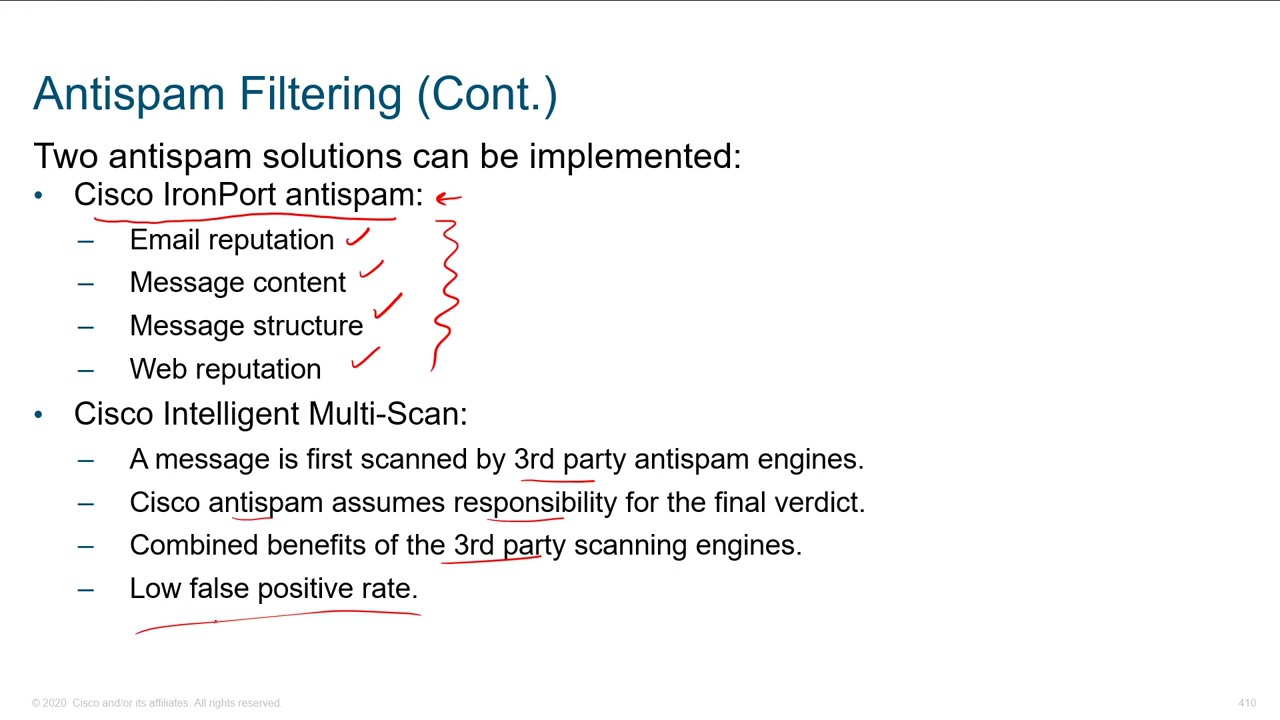 Antispam Filtering (Cont.)
Two antispam solutions can be implemented:
• Cisco IronPort antispam:
– Email reputation
– Message content
– Message structure
– Web reputation
• Cisco Intelligent Multi-Scan:
– A message is first scanned by 3rd party antispam engines.
– Cisco antispam assumes responsibility for the final verdict.
– Combined benefits of the 3rd party scanning engines.
– Low false positive rate.
© 2020 Cisco and/or its affiliates. All rights reserved.
410